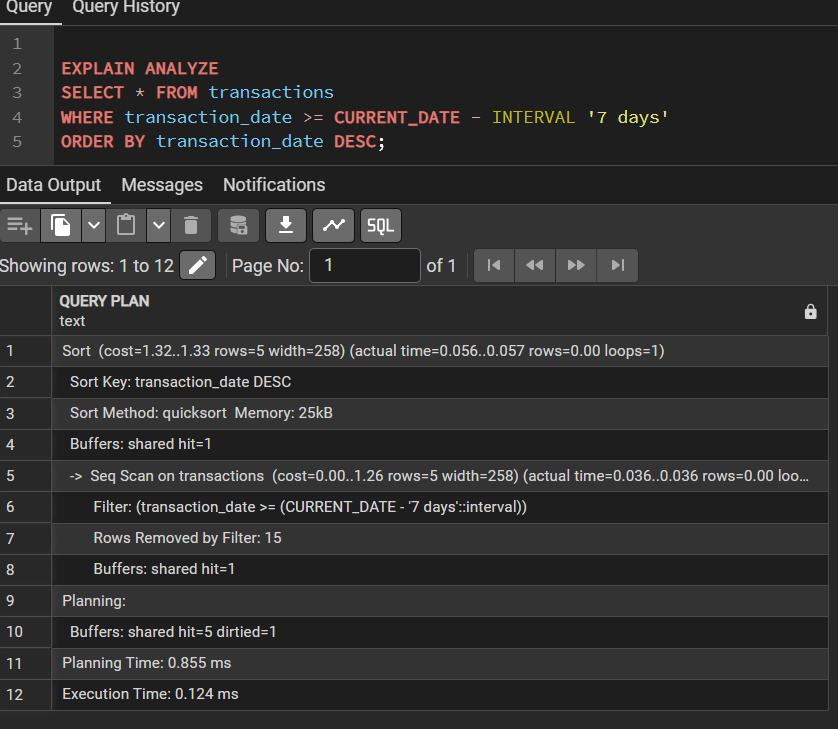 Query Query History
1
2 EXPLAIN ANALYZE
3 SELECT * FROM transactions
4 WHERE transaction_date >= CURRENT_DATE - INTERVAL '7 days'
5 ORDER BY transaction_date DESC;
Data Output Messages Notifications
SQL
Showing rows: 1 to 12 Page No: 1 of 1
QUERY PLAN
text
1 Sort (cost=1.32..1.33 rows=5 width=258) (actual time=0.056..0.057 rows=0.00 loops=1)
2 Sort Key: transaction_date DESC
3 Sort Method: quicksort Memory: 25kB
4 Buffers: shared hit=1
5 -> Seq Scan on transactions (cost=0.00..1.26 rows=5 width=258) (actual time=0.036..0.036 rows=0.00 loo...
6 Filter: (transaction_date >= (CURRENT_DATE - '7 days'::interval))
7 Rows Removed by Filter: 15
8 Buffers: shared hit=1
9 Planning:
10 Buffers: shared hit=5 dirtied=1
11 Planning Time: 0.855 ms
12 Execution Time: 0.124 ms